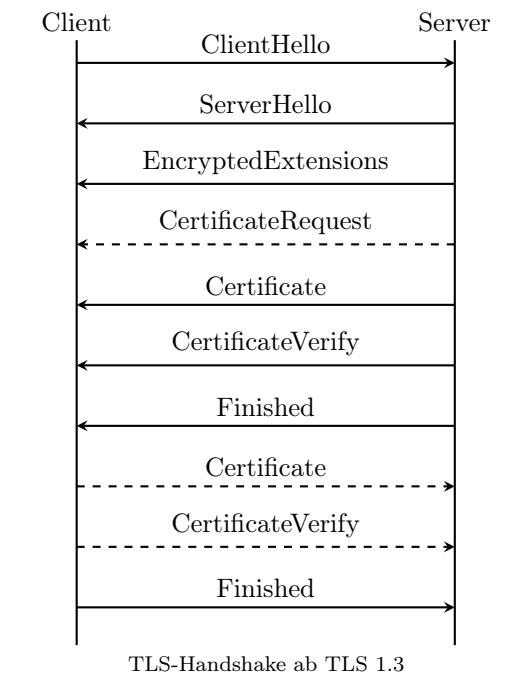 Client Server
ClientHello
ServerHello
EncryptedExtensions
CertificateRequest
Certificate
CertificateVerify
Finished
Certificate
CertificateVerify
Finished
TLS-Handshake ab TLS 1.3